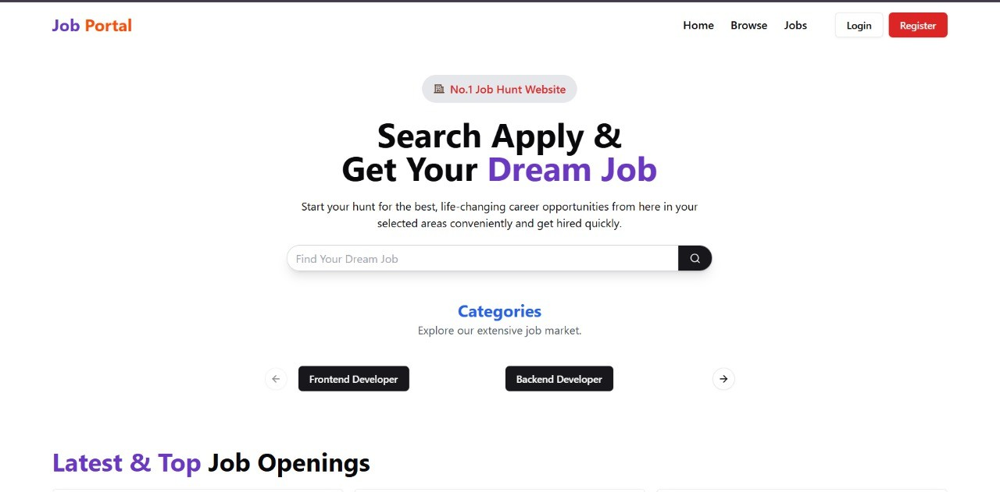 Job Portal
Home Browse Jobs Login Register
No.1 Job Hunt Website
Search Apply &
Get Your Dream Job
Start your hunt for the best, life-changing career opportunities from here in your
selected areas conveniently and get hired quickly.
Find Your Dream Job
Categories
Explore our extensive job market.
Frontend Developer Backend Developer
Latest & Top Job Openings